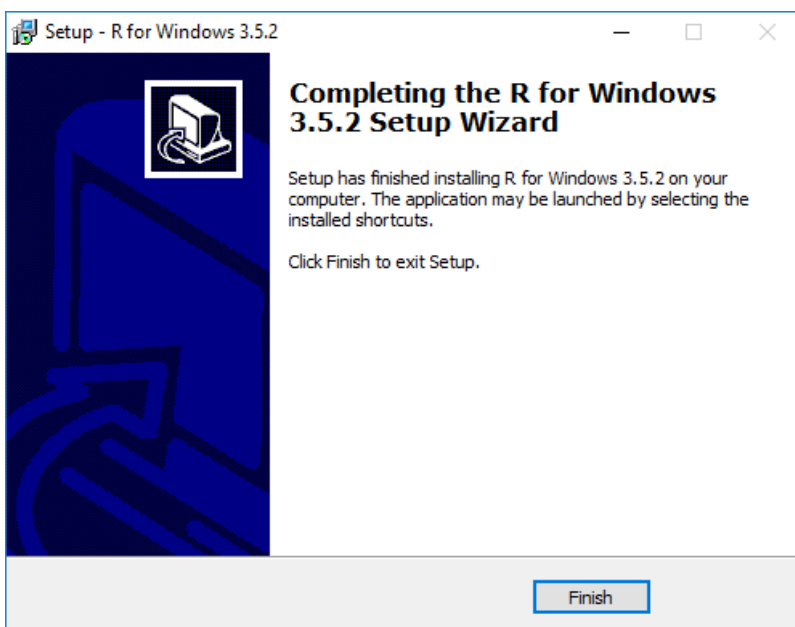 Setup - R for Windows 3.5.2
Completing the R for Windows
3.5.2 Setup Wizard
Setup has finished installing R for Windows 3.5.2 on your
computer. The application may be launched by selecting the
installed shortcuts.
Click Finish to exit Setup.
Finish